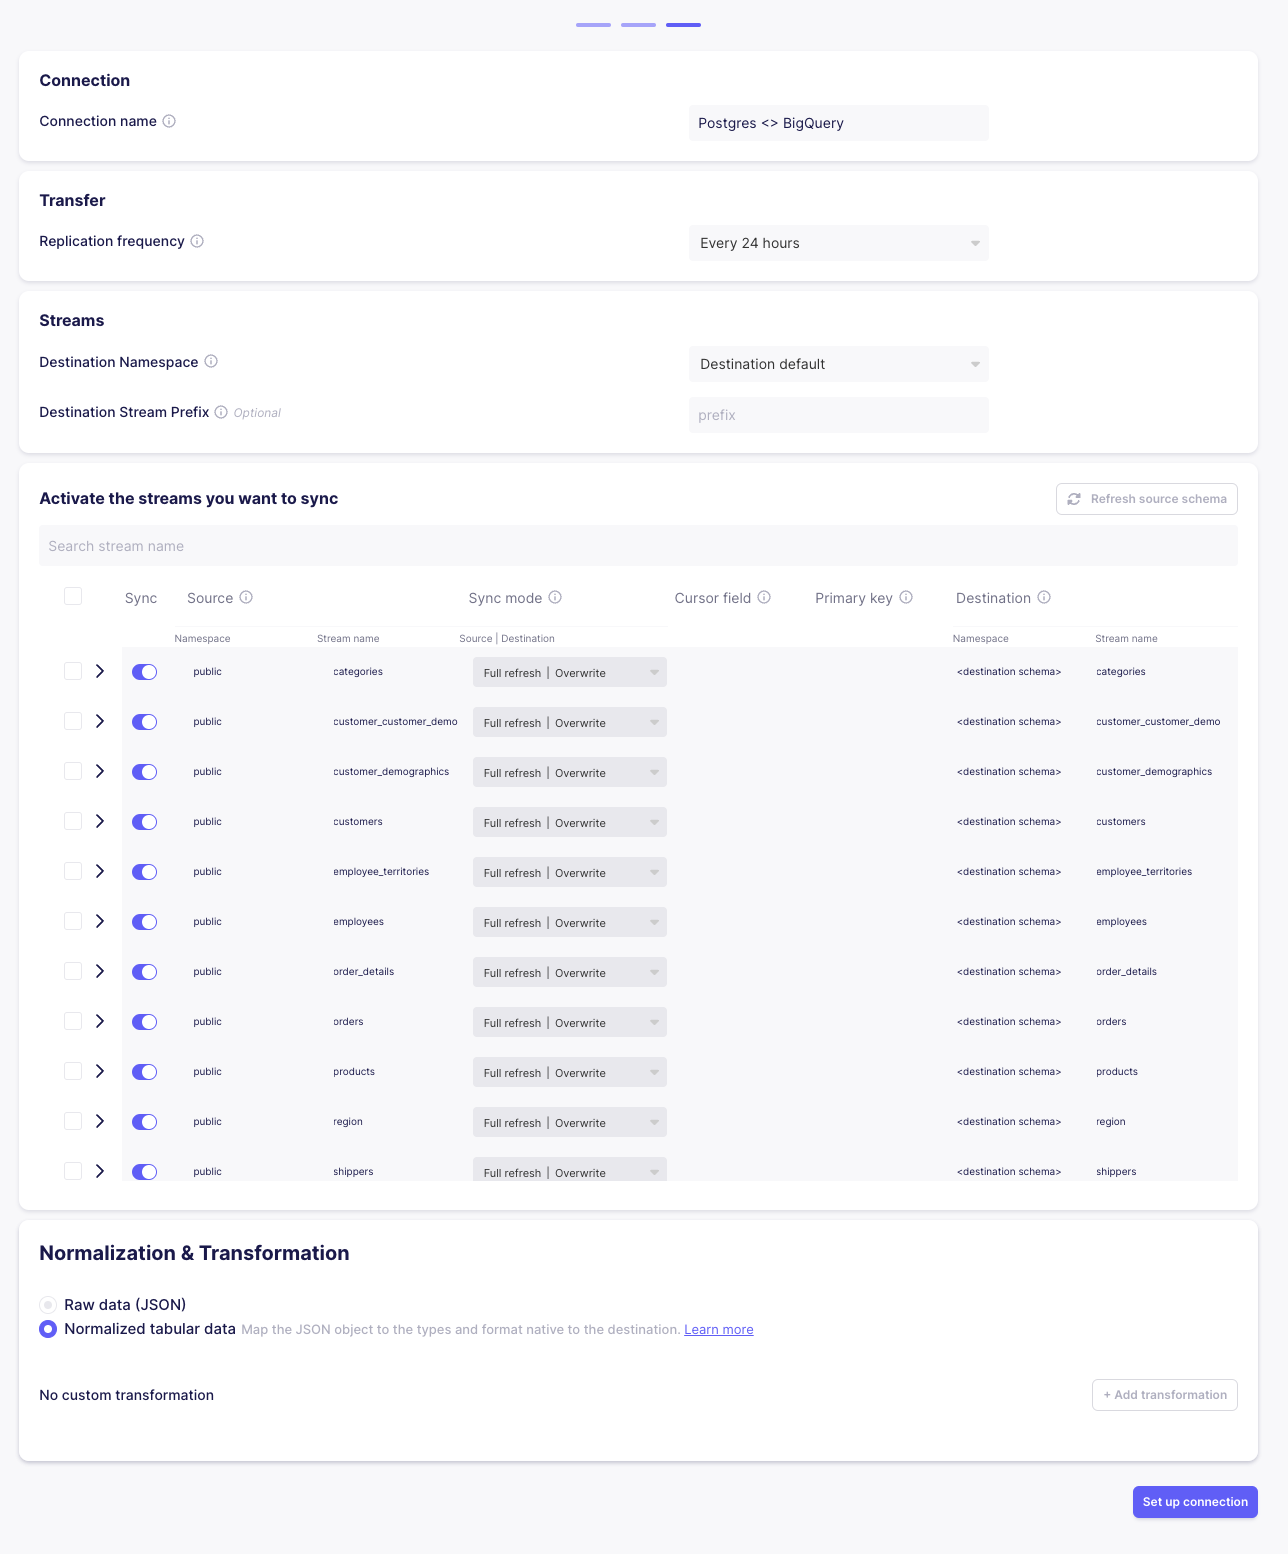 Connection
Connection name
Postgres <> BigQuery
Transfer
Replication frequency
Every 24 hours
Streams
Destination Namespace
Destination default
Destination Stream Prefix Optional
prefix
Activate the streams you want to sync
Refresh source schema
Search stream name
Sync Source Sync mode Cursor field Primary key Destination
Namespace Stream name Source | Destination Namespace Stream name
public categories Full refresh | Overwrite <destination schema> categories
public customer_customer_demo Full refresh | Overwrite <destination schema> customer_customer_demo
public customer_demographics Full refresh | Overwrite <destination schema> customer_demographics
public customers Full refresh | Overwrite <destination schema> customers
public employee_territories Full refresh | Overwrite <destination schema> employee_territories
public employees Full refresh | Overwrite <destination schema> employees
public order_details Full refresh | Overwrite <destination schema> order_details
public orders Full refresh | Overwrite <destination schema> orders
public products Full refresh | Overwrite <destination schema> products
public region Full refresh | Overwrite <destination schema> region
public shippers Full refresh | Overwrite <destination schema> shippers
Normalization & Transformation
Raw data (JSON)
Normalized tabular data Map the JSON object to the types and format native to the destination. Learn more
No custom transformation
+ Add transformation
Set up connection